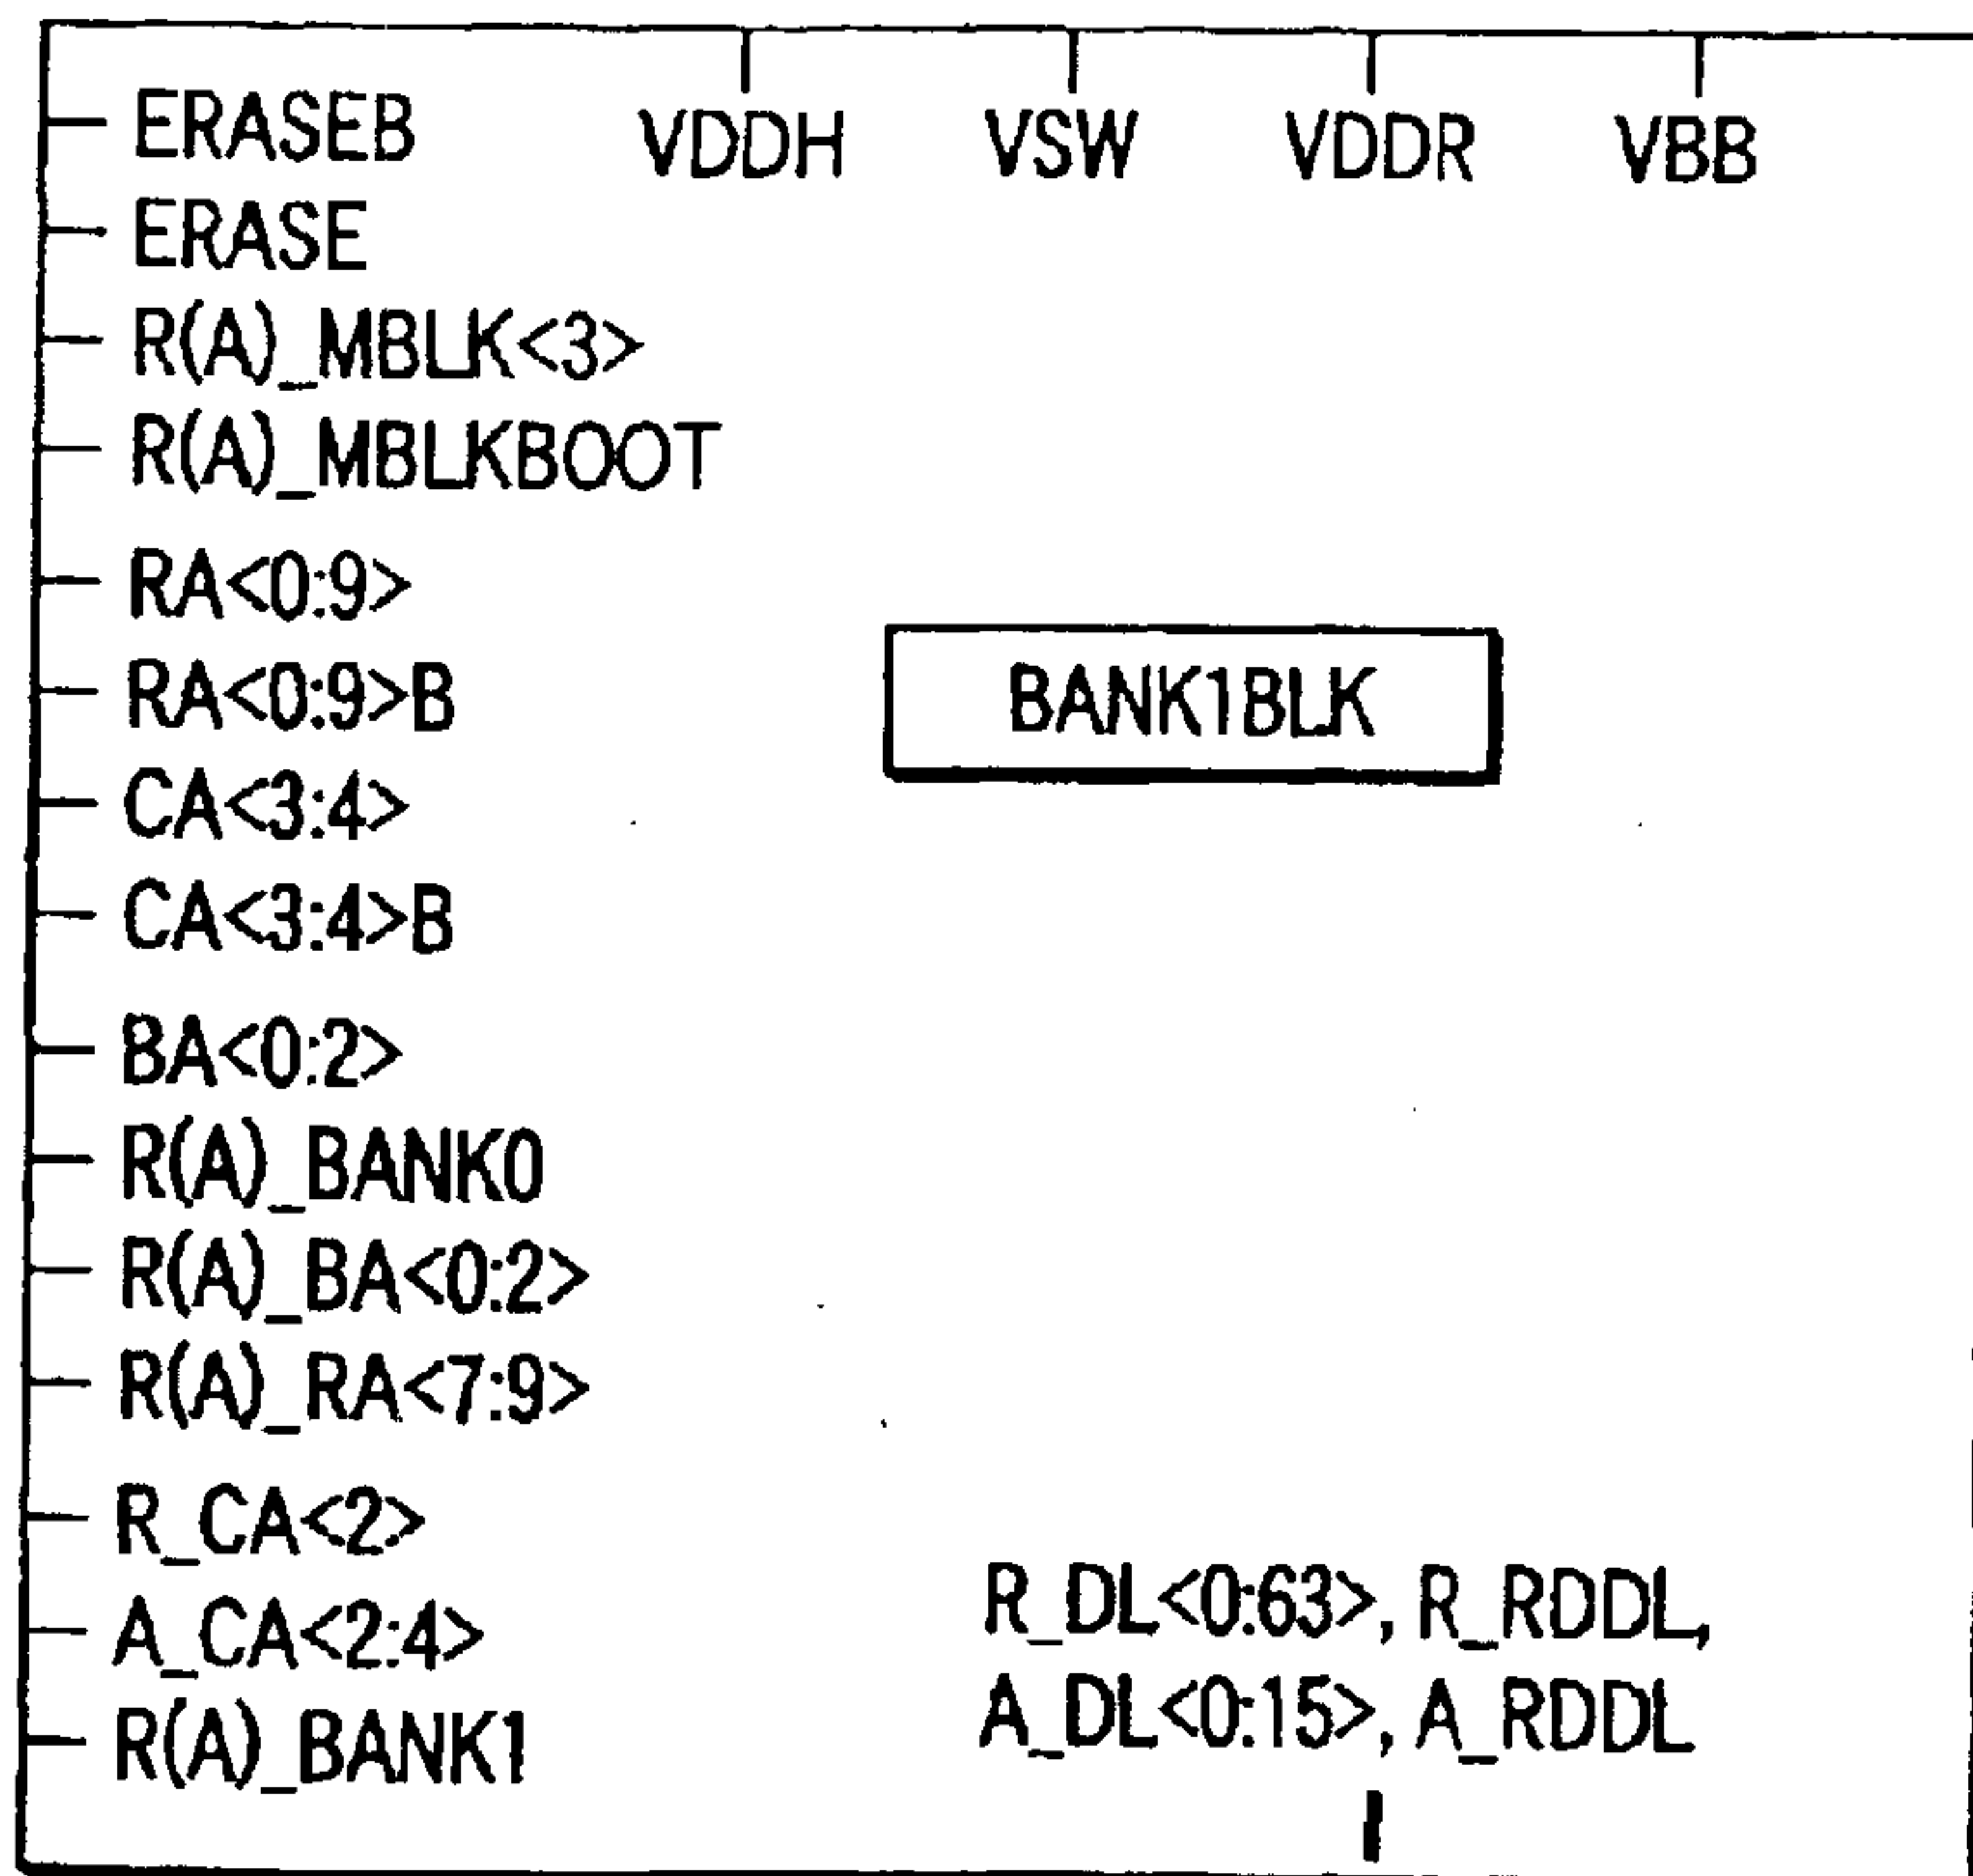 ERASEB VDDH VSW VDDR VBB
ERASE
R(A)_MBLK<3>
R(A)_MBLKBOOT
RA<0:9>
RA<0:9>B
BANK1BLK
CA<3:4>
CA<3:4>B
BA<0:2>
R(A)_BANK0
R(A)_BA<0:2>
R(A)_RA<7:9>
R_CA<2>
A_CA<2:4>
R(A)_BANK1
R_DL<0:63>, R_RDDL,
A_DL<0:15>, A_RDDL